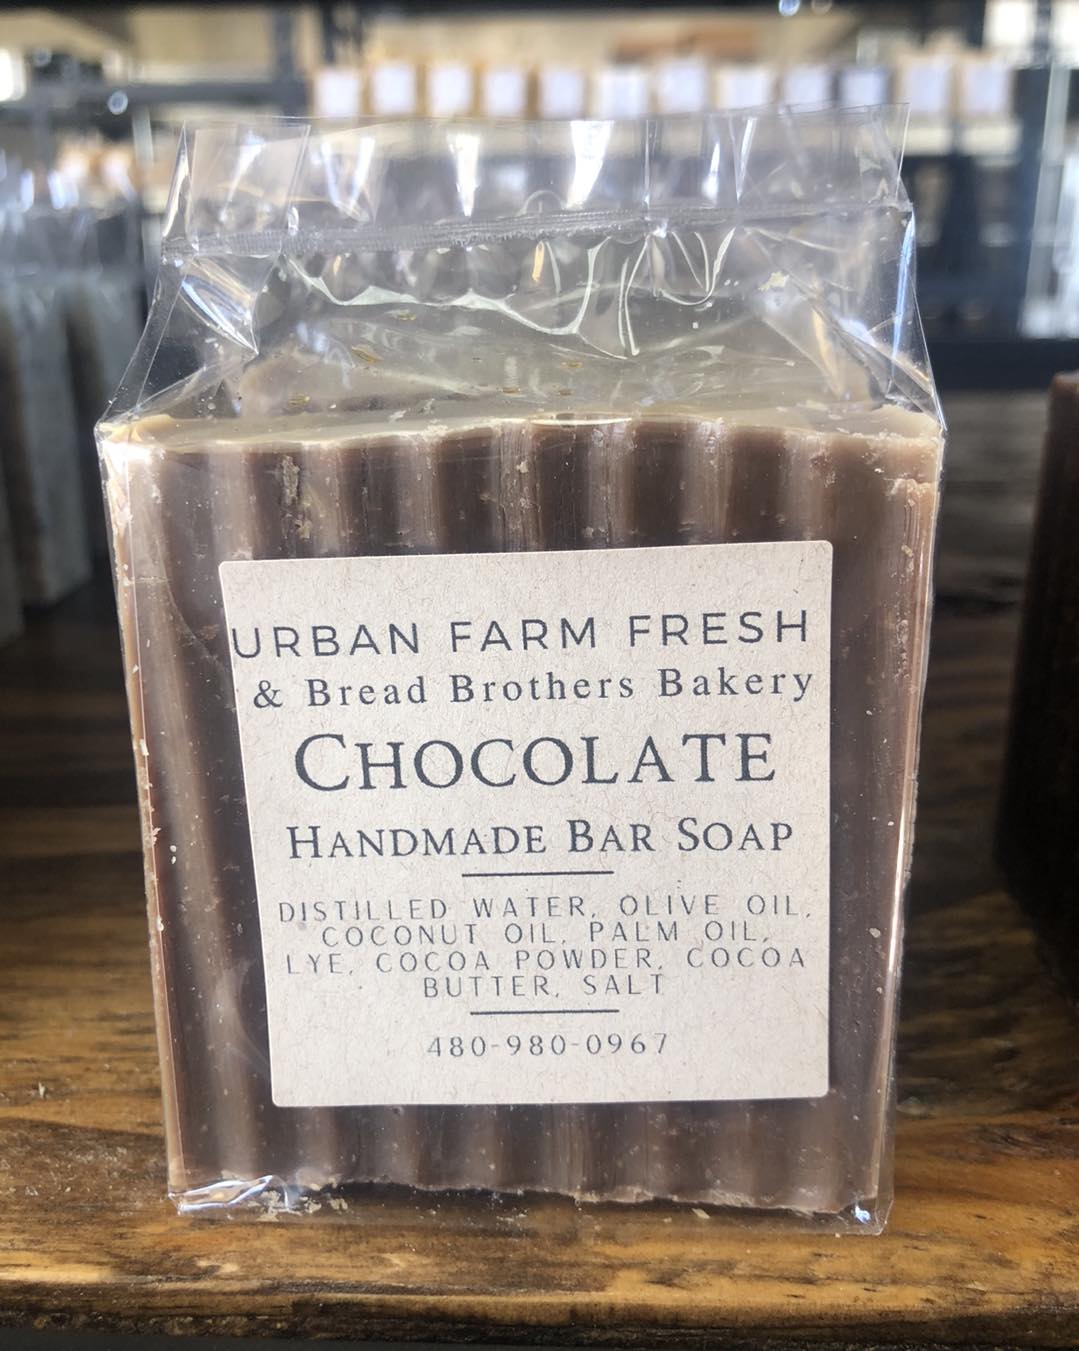 URBAN FARM FRESH
& Bread Brothers Bakery
CHOCOLATE
HANDMADE BAR SOAP
DISTILLED WATER, OLIVE OIL,
COCONUT OIL, PALM OIL,
LYE, COCOA POWDER, COCOA
BUTTER, SALT
480-980-0967